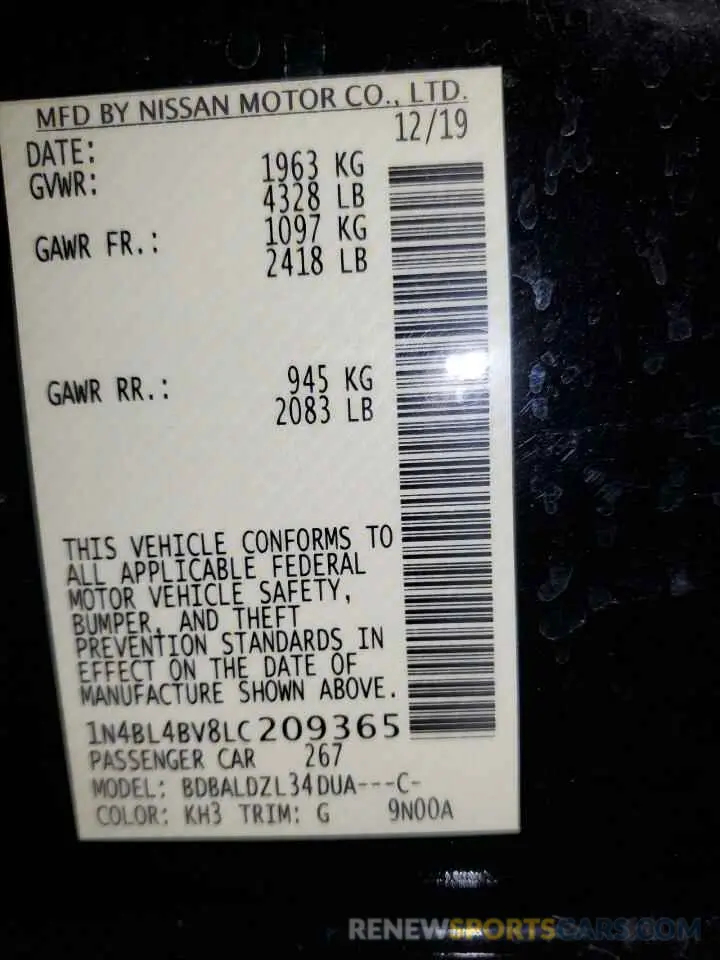 MFD BY NISSAN MOTOR CO., LTD.
DATE: 12/19
GVWR: 1963 KG
4328 LB
GAWR FR.: 1097 KG
2418 LB
GAWR RR.: 945 KG
2083 LB
THIS VEHICLE CONFORMS TO
ALL APPLICABLE FEDERAL
MOTOR VEHICLE SAFETY,
BUMPER, AND THEFT
PREVENTION STANDARDS IN
EFFECT ON THE DATE OF
MANUFACTURE SHOWN ABOVE.
1N4BL4BV8LC209365
PASSENGER CAR 267
MODEL: BDBALDZL34DUA---C-
COLOR: KH3 TRIM: G 9N00A
RENEWSPORTSCARS.COM